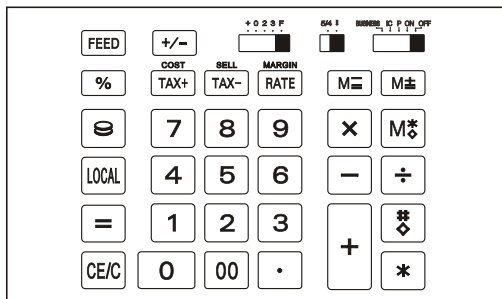 + 0 2 3 F 5/4 BUSINESS IC P ON OFF
FEED +/−
COST SELL MARGIN
% TAX+ TAX− RATE M= M±
7 8 9 × M*◇
LOCAL 4 5 6 − ÷
= 1 2 3 + #◇
CE/C 0 00 · *